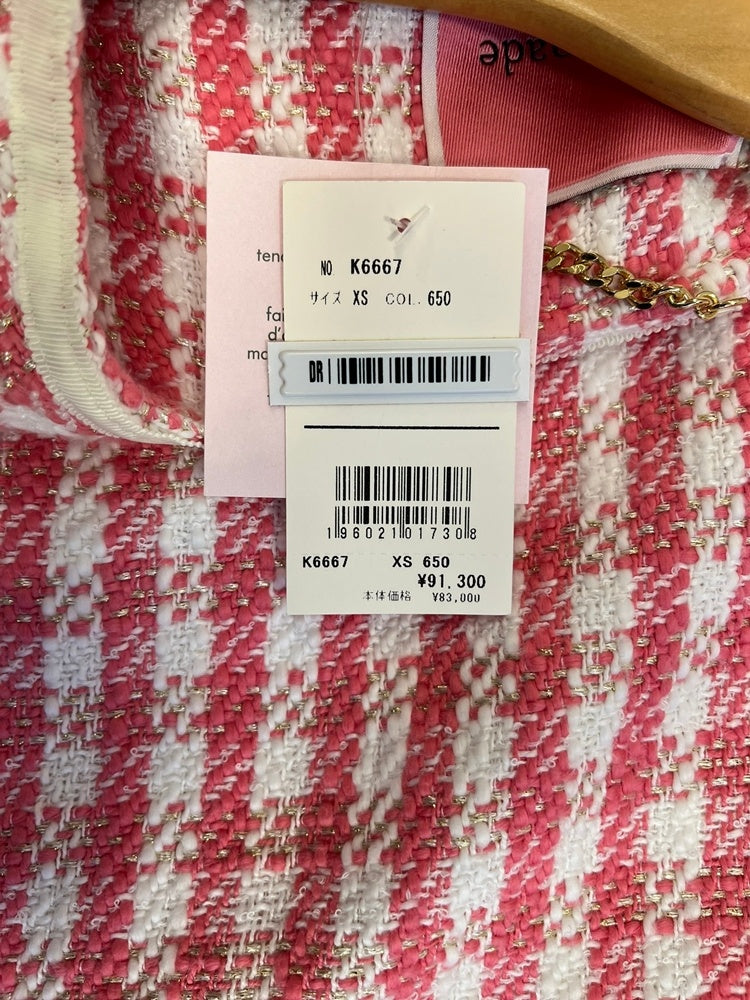 pade
NO K6667
サイズ XS COL. 650
DR
196021017308
K6667 XS 650
¥91,300
本体価格 ¥83,000